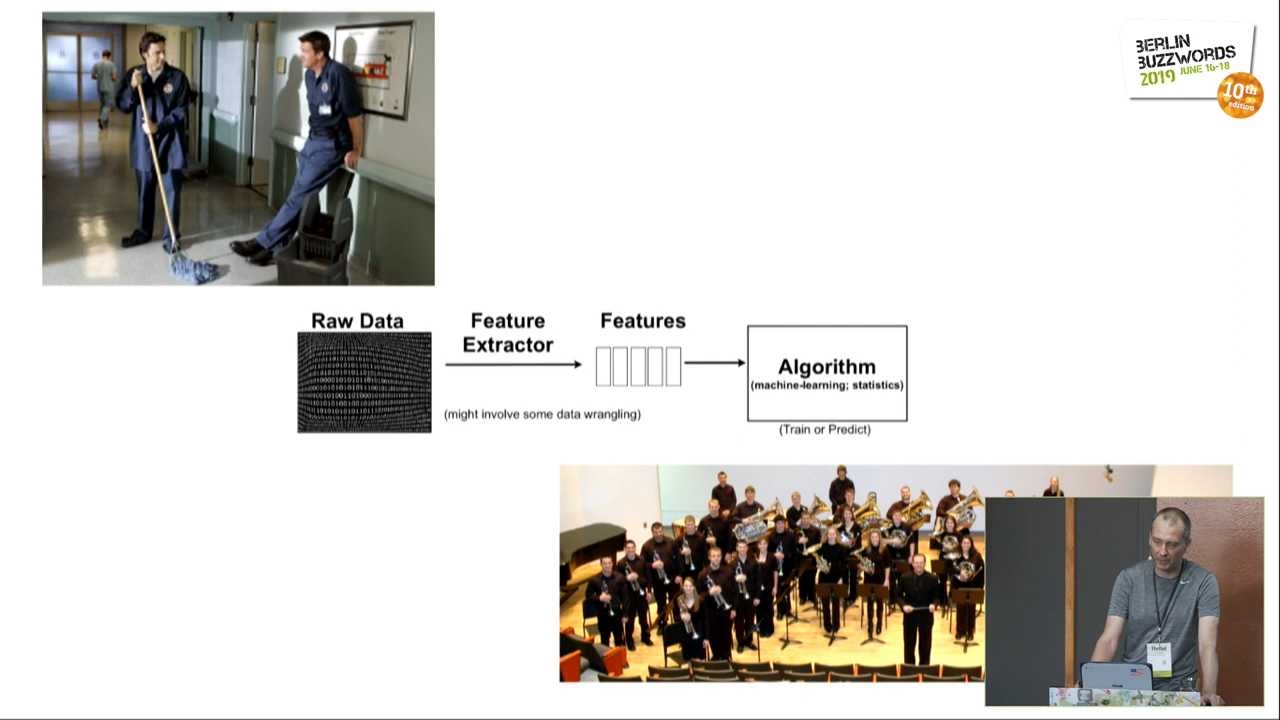 BERLIN
BUZZWORDS
2019 JUNE 16-18
10th
edition
Raw Data
Feature
Extractor
Features
Algorithm
(machine-learning; statistics)
(might involve some data wrangling)
(Train or Predict)
Hello!